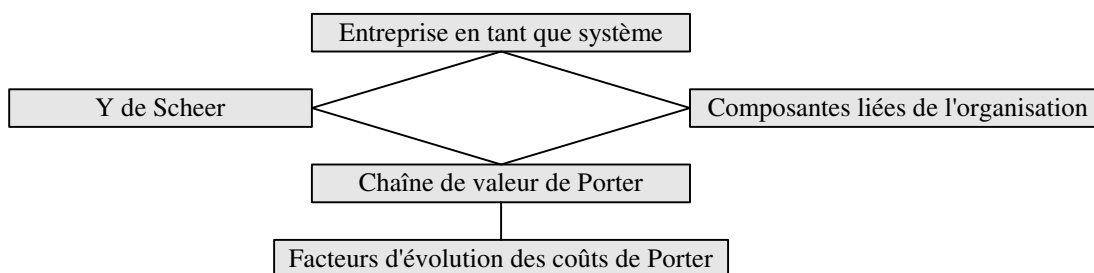 Entreprise en tant que système
Y de Scheer
Composantes liées de l'organisation
Chaîne de valeur de Porter
Facteurs d'évolution des coûts de Porter